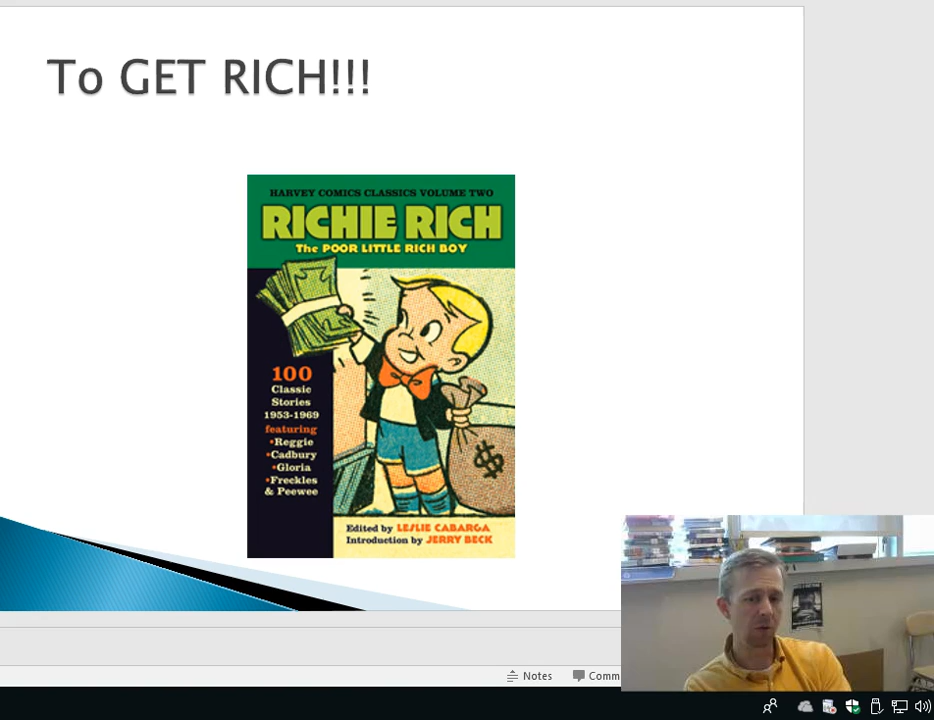 To GET RICH!!!
HARVEY COMICS CLASSICS VOLUME TWO
RICHIE RICH
The POOR LITTLE RICH BOY
100
Classic
Stories
1953-1969
featuring
•Reggie
•Cadbury
•Gloria
•Freckles
& Peewee
$
Edited by LESLIE CABARGA
Introduction by JERRY BECK
Notes
Comm